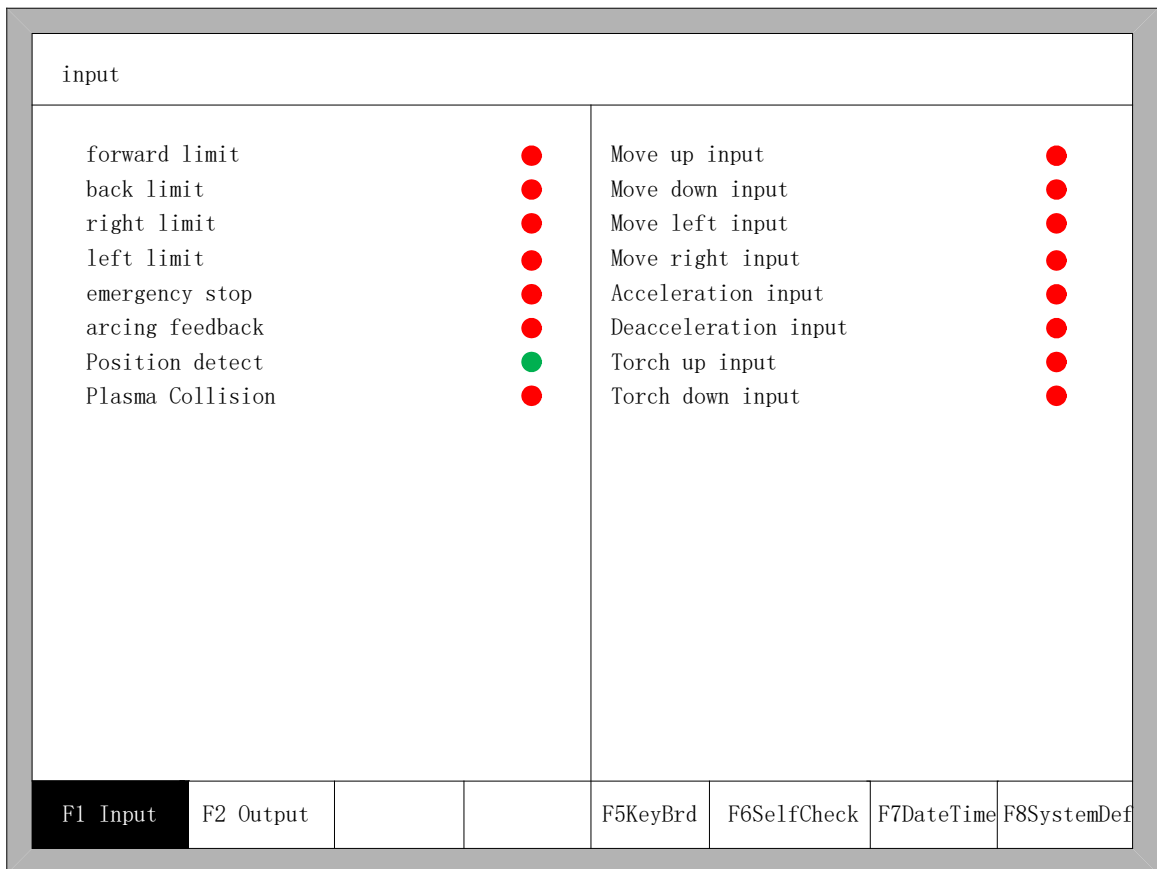 input
forward limit
back limit
right limit
left limit
emergency stop
arcing feedback
Position detect
Plasma Collision
Move up input
Move down input
Move left input
Move right input
Acceleration input
Deacceleration input
Torch up input
Torch down input
F1 Input
F2 Output
F5KeyBrd
F6SelfCheck
F7DateTime
F8SystemDef